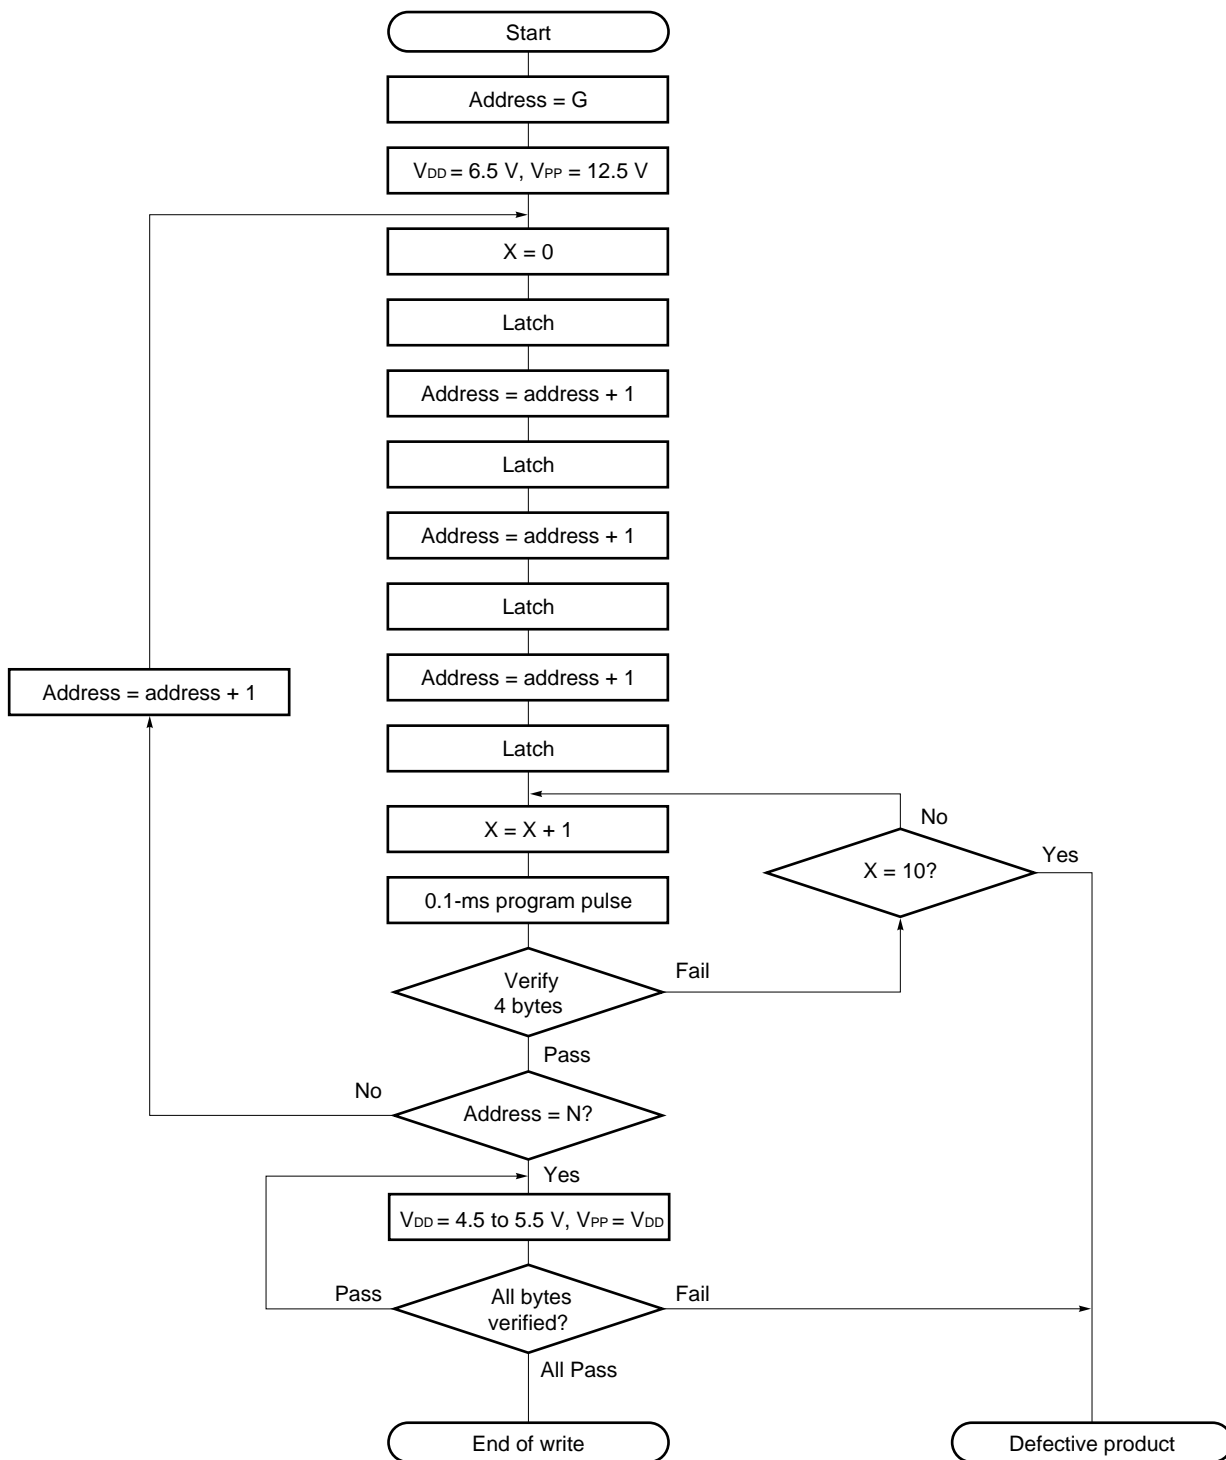 Start
Address = G
VDD = 6.5 V, VPP = 12.5 V
X = 0
Latch
Address = address + 1
Latch
Address = address + 1
Latch
Address = address + 1
Address = address + 1
Latch
X = X + 1
No
X = 10?
Yes
0.1-ms program pulse
Verify
4 bytes
Fail
Pass
No
Address = N?
Yes
VDD = 4.5 to 5.5 V, VPP = VDD
Pass
All bytes
verified?
Fail
All Pass
End of write
Defective product